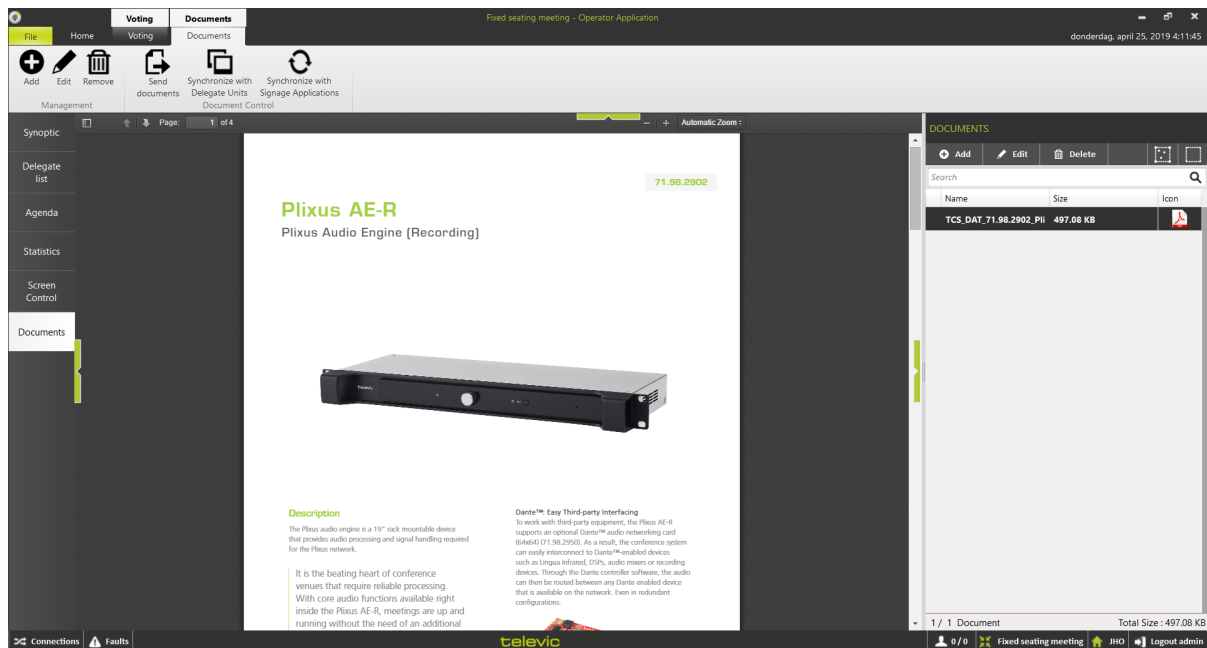 Voting Documents
Fixed seating meeting - Operator Application
File Home Voting Documents
donderdag, april 25, 2019 4:11:45
Add Edit Remove
Management
Send documents
Synchronize with Delegate Units
Synchronize with Signage Applications
Document Control
Synoptic
Delegate list
Agenda
Statistics
Screen Control
Documents
Page: 1 of 4
Automatic Zoom
71.98.2902
Plixus AE-R
Plixus Audio Engine (Recording)
televic
Description
The Plixus audio engine is a 19" rack mountable device
that provides audio processing and signal handling required
for the Plixus network.
It is the beating heart of conference
venues that require reliable processing.
With core audio functions available right
inside the Plixus AE-R, meetings are up and
running without the need of an additional
Dante™: Easy Third-party Interfacing
To work with third-party equipment, the Plixus AE-R
supports an optional Dante™ audio networking card
(64x64) (71.98.2950). As a result, the conference system
can easily interconnect to Dante™-enabled devices
such as Lingua Infrared, DSPs, audio mixers or recording
devices. Through the Dante controller software, the audio
can then be routed between any Dante enabled device
that is available on the network. Even in redundant
configurations.
DOCUMENTS
Add Edit Delete
Search
Name Size Icon
TCS_DAT_71.98.2902_Pli 497.08 KB
1 / 1 Document Total Size : 497.08 KB
Connections Faults
televic
0 / 0 Fixed seating meeting JHO Logout admin